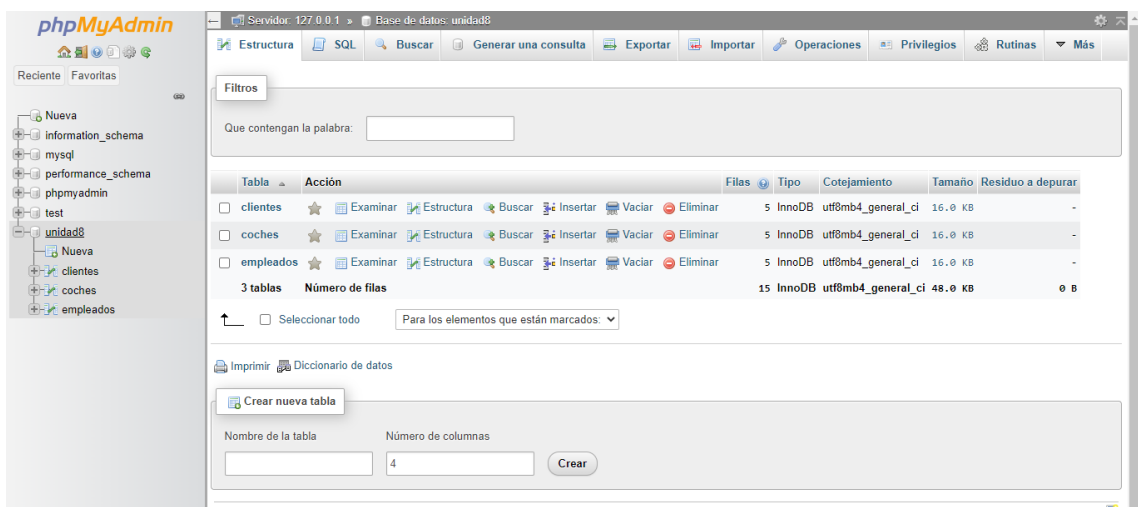 phpMyAdmin
Reciente Favoritas
Nueva
information_schema
mysql
performance_schema
phpmyadmin
test
unidad8
Nueva
clientes
coches
empleados
Servidor: 127.0.0.1 » Base de datos: unidad8
Estructura SQL Buscar Generar una consulta Exportar Importar Operaciones Privilegios Rutinas Más
Filtros
Que contengan la palabra:
Tabla Acción Filas Tipo Cotejamiento Tamaño Residuo a depurar
clientes Examinar Estructura Buscar Insertar Vaciar Eliminar 5 InnoDB utf8mb4_general_ci 16.0 KB -
coches Examinar Estructura Buscar Insertar Vaciar Eliminar 5 InnoDB utf8mb4_general_ci 16.0 KB -
empleados Examinar Estructura Buscar Insertar Vaciar Eliminar 5 InnoDB utf8mb4_general_ci 16.0 KB -
3 tablas Número de filas 15 InnoDB utf8mb4_general_ci 48.0 KB 0 B
Seleccionar todo Para los elementos que están marcados:
Imprimir Diccionario de datos
Crear nueva tabla
Nombre de la tabla Número de columnas
4 Crear